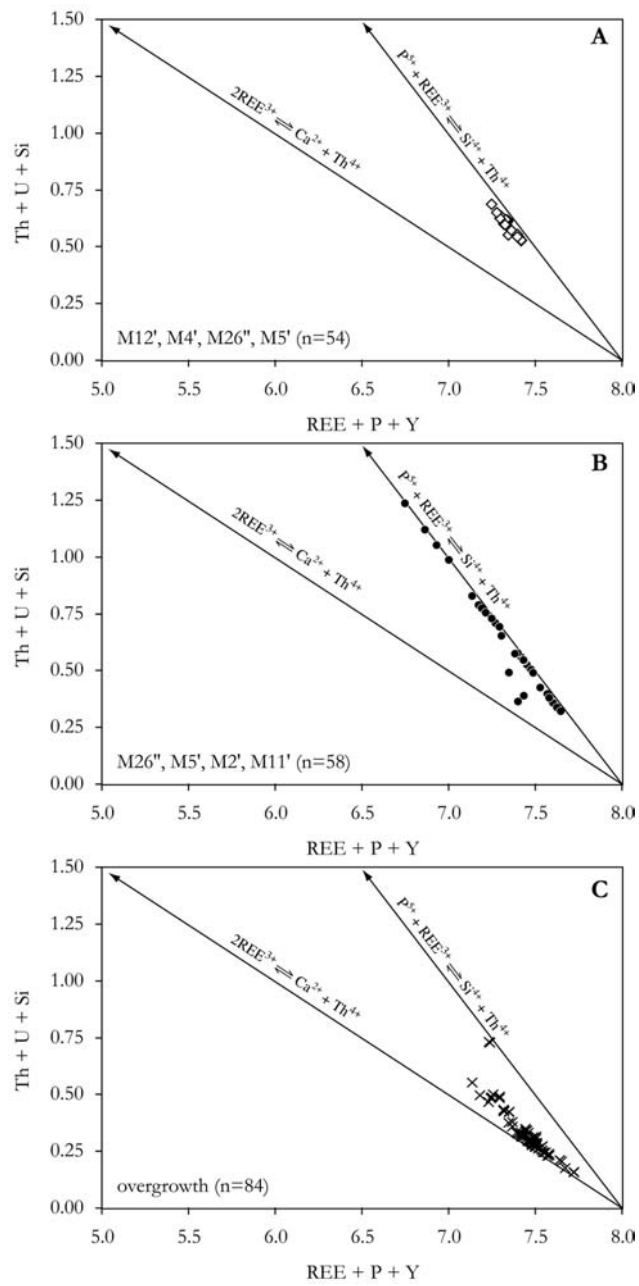 1.50
A
1.25
2REE³⁺ ⇌ Ca²⁺ + Th⁴⁺
P⁵⁺ + REE³⁺ ⇌ Si⁴⁺ + Th⁴⁺
1.00
Th + U + Si
0.75
0.50
0.25
M12', M4', M26", M5' (n=54)
0.00
5.0 5.5 6.0 6.5 7.0 7.5 8.0
REE + P + Y
1.50
B
1.25
2REE³⁺ ⇌ Ca²⁺ + Th⁴⁺
P⁵⁺ + REE³⁺ ⇌ Si⁴⁺ + Th⁴⁺
1.00
Th + U + Si
0.75
0.50
0.25
M26", M5', M2', M11' (n=58)
0.00
5.0 5.5 6.0 6.5 7.0 7.5 8.0
REE + P + Y
1.50
C
1.25
2REE³⁺ ⇌ Ca²⁺ + Th⁴⁺
P⁵⁺ + REE³⁺ ⇌ Si⁴⁺ + Th⁴⁺
1.00
Th + U + Si
0.75
0.50
0.25
overgrowth (n=84)
0.00
5.0 5.5 6.0 6.5 7.0 7.5 8.0
REE + P + Y